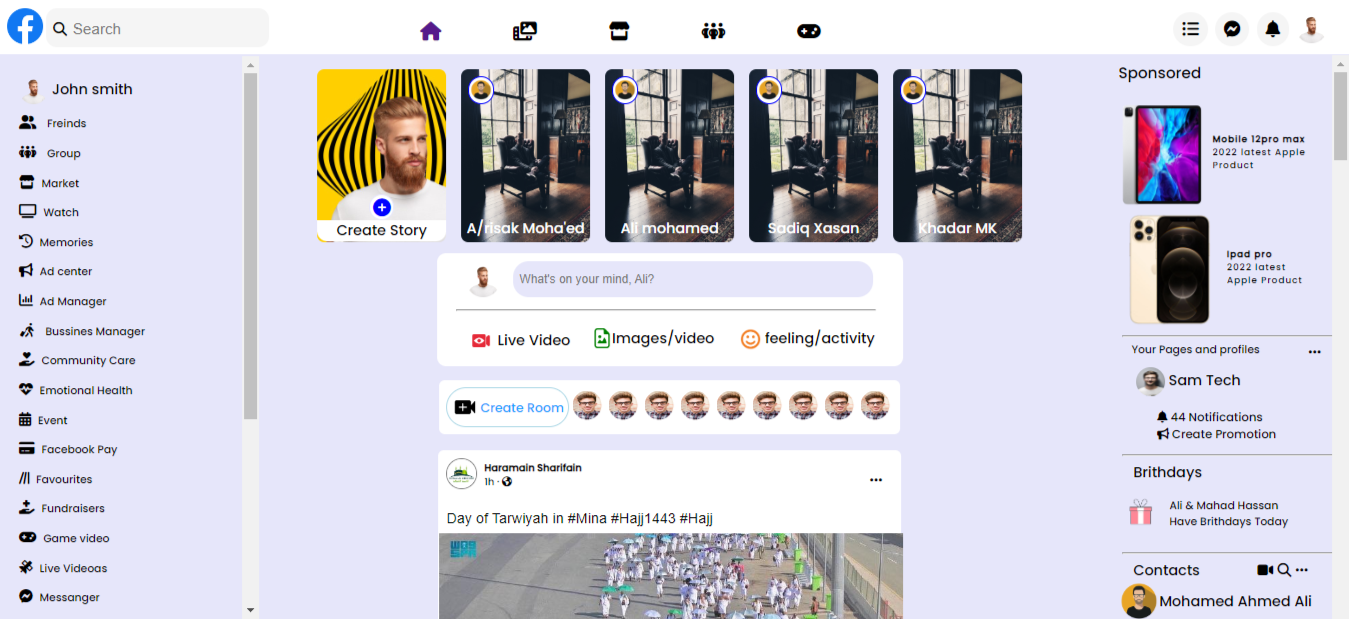 Search
John smith
Freinds
Group
Market
Watch
Memories
Ad center
Ad Manager
Bussines Manager
Community Care
Emotional Health
Event
Facebook Pay
Favourites
Fundraisers
Game video
Live Videoas
Messanger
Create Story
A/risak Moha'ed
Ali mohamed
Sadiq Xasan
Khadar MK
What's on your mind, Ali?
Live Video
Images/video
feeling/activity
Create Room
Haramain Sharifain
1h ·
Day of Tarwiyah in #Mina #Hajj1443 #Hajj
Sponsored
Mobile 12pro max
2022 latest Apple
Product
Ipad pro
2022 latest
Apple Product
Your Pages and profiles
Sam Tech
44 Notifications
Create Promotion
Brithdays
Ali & Mahad Hassan
Have Brithdays Today
Contacts
Mohamed Ahmed Ali